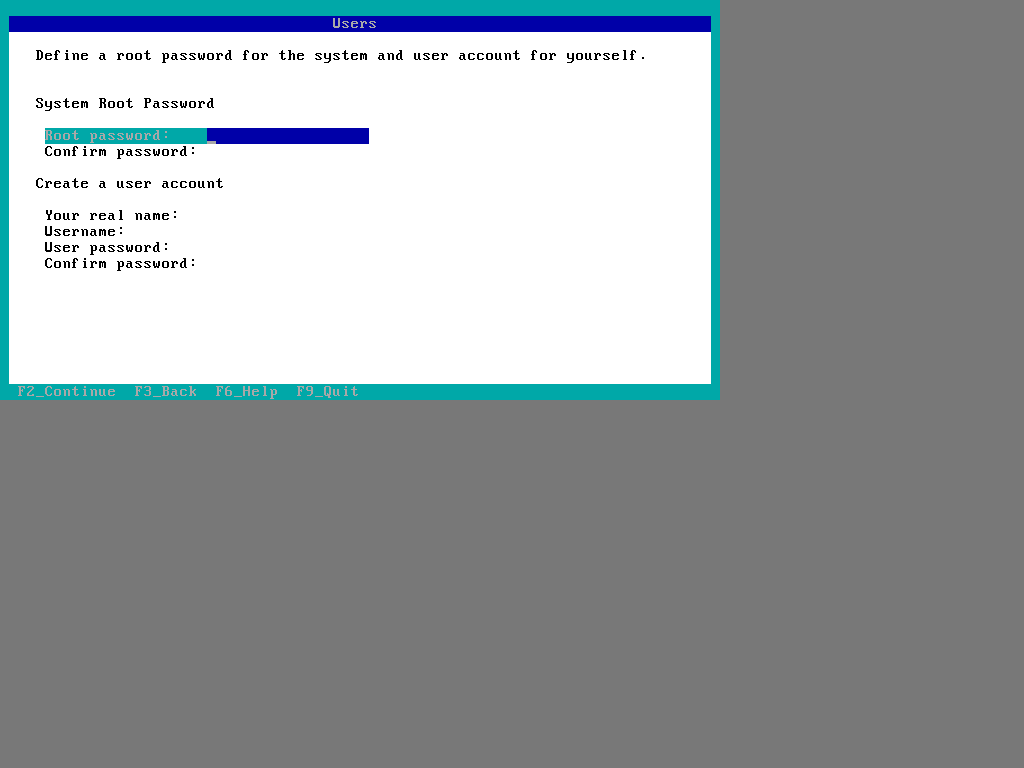 Users
Define a root password for the system and user account for yourself.
System Root Password
Root password:
Confirm password:
Create a user account
Your real name:
Username:
User password:
Confirm password:
F2_Continue  F3_Back  F6_Help  F9_Quit